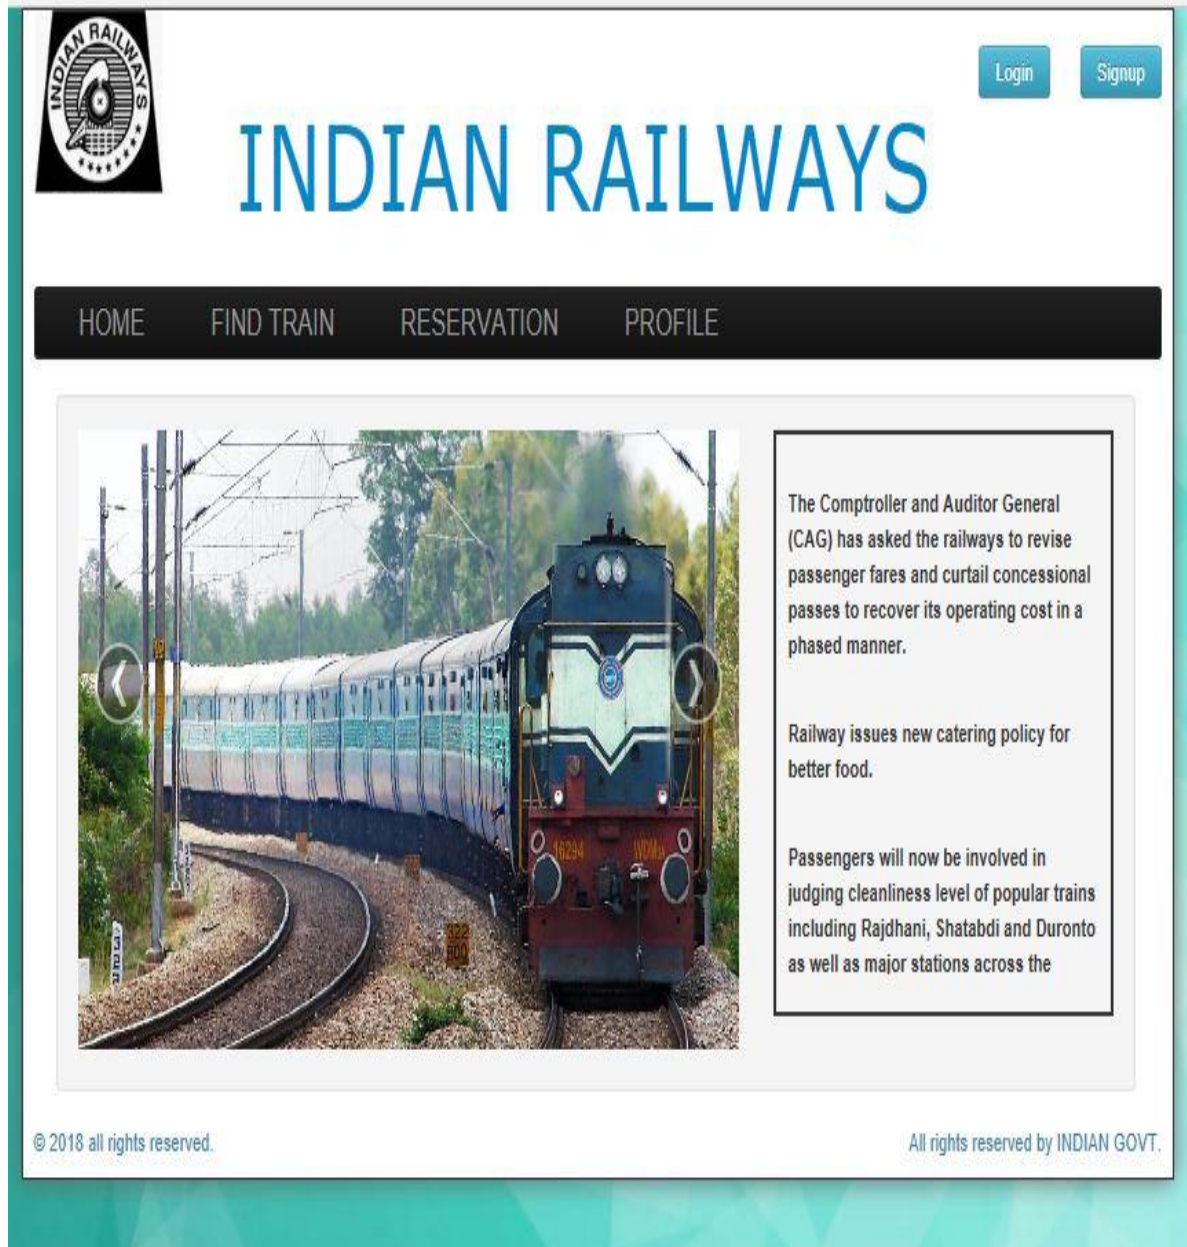 INDIAN RAILWAYS
Login
Signup
INDIAN RAILWAYS
HOME
FIND TRAIN
RESERVATION
PROFILE
The Comptroller and Auditor General
(CAG) has asked the railways to revise
passenger fares and curtail concessional
passes to recover its operating cost in a
phased manner.
Railway issues new catering policy for
better food.
Passengers will now be involved in
judging cleanliness level of popular trains
including Rajdhani, Shatabdi and Duronto
as well as major stations across the
16294
322
800
© 2018 all rights reserved.
All rights reserved by INDIAN GOVT.